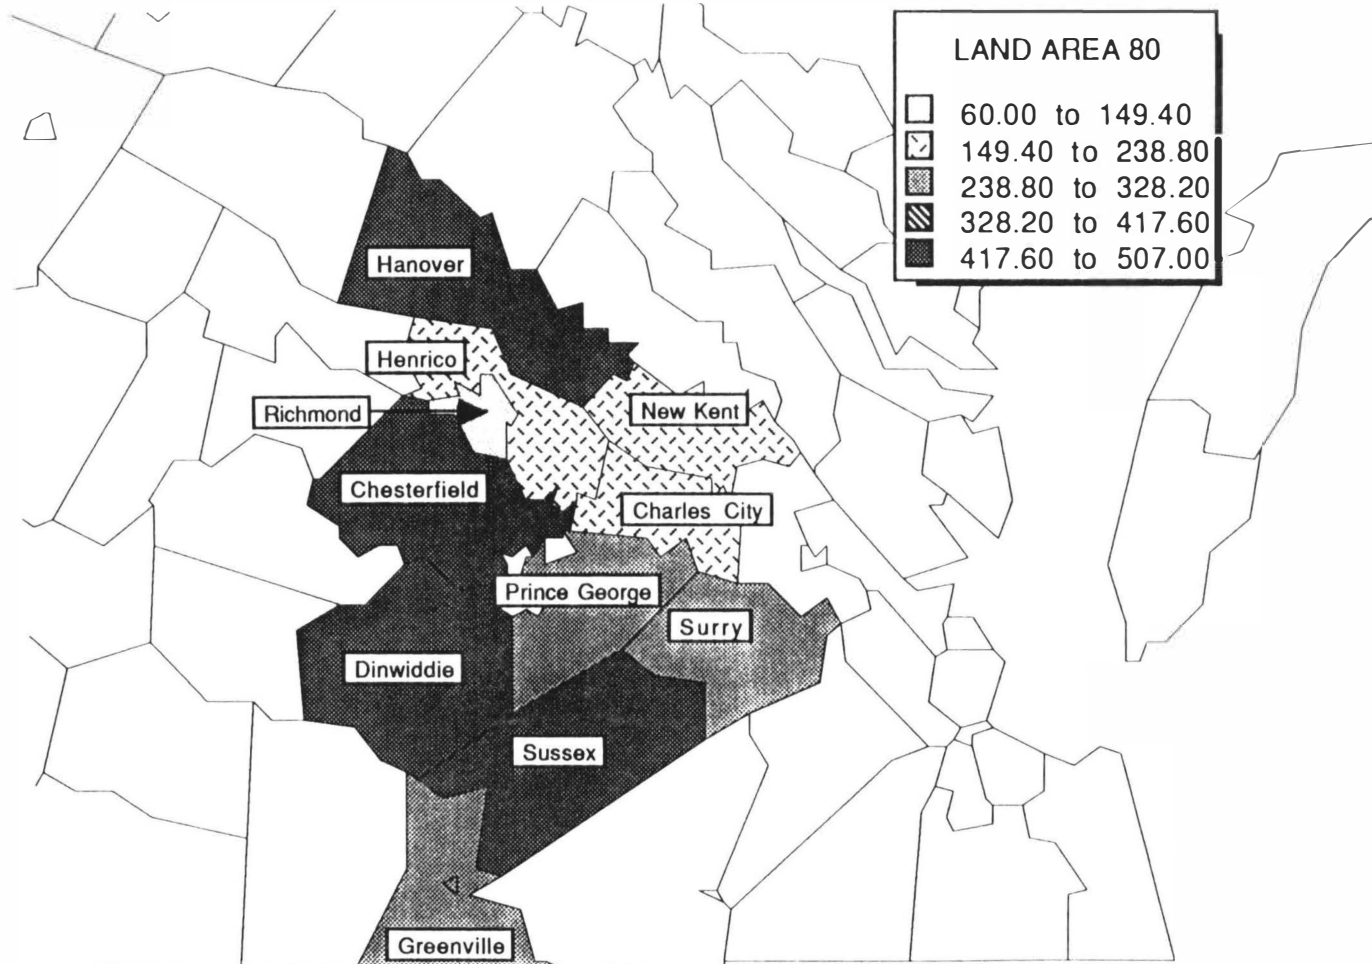 LAND AREA 80
60.00 to 149.40
149.40 to 238.80
238.80 to 328.20
328.20 to 417.60
417.60 to 507.00
Hanover
Henrico
Richmond
New Kent
Chesterfield
Charles City
Prince George
Surry
Dinwiddie
Sussex
Greenville